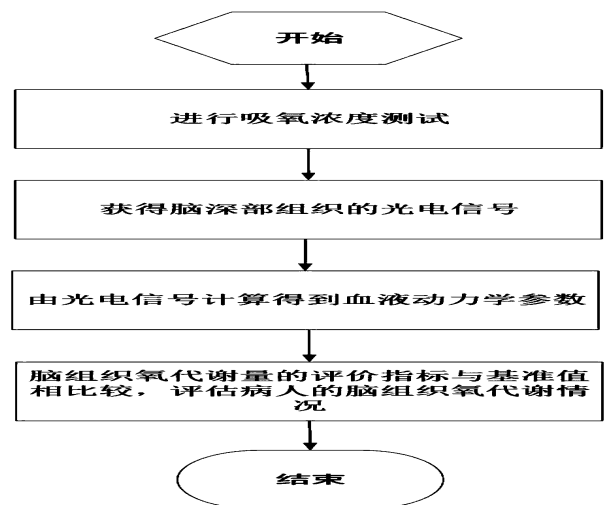 开始
进行吸氧浓度测试
获得脑深部组织的光电信号
由光电信号计算得到血液动力学参数
脑组织氧代谢量的评价指标与基准值
相比较，评估病人的脑组织氧代谢情
况
结束